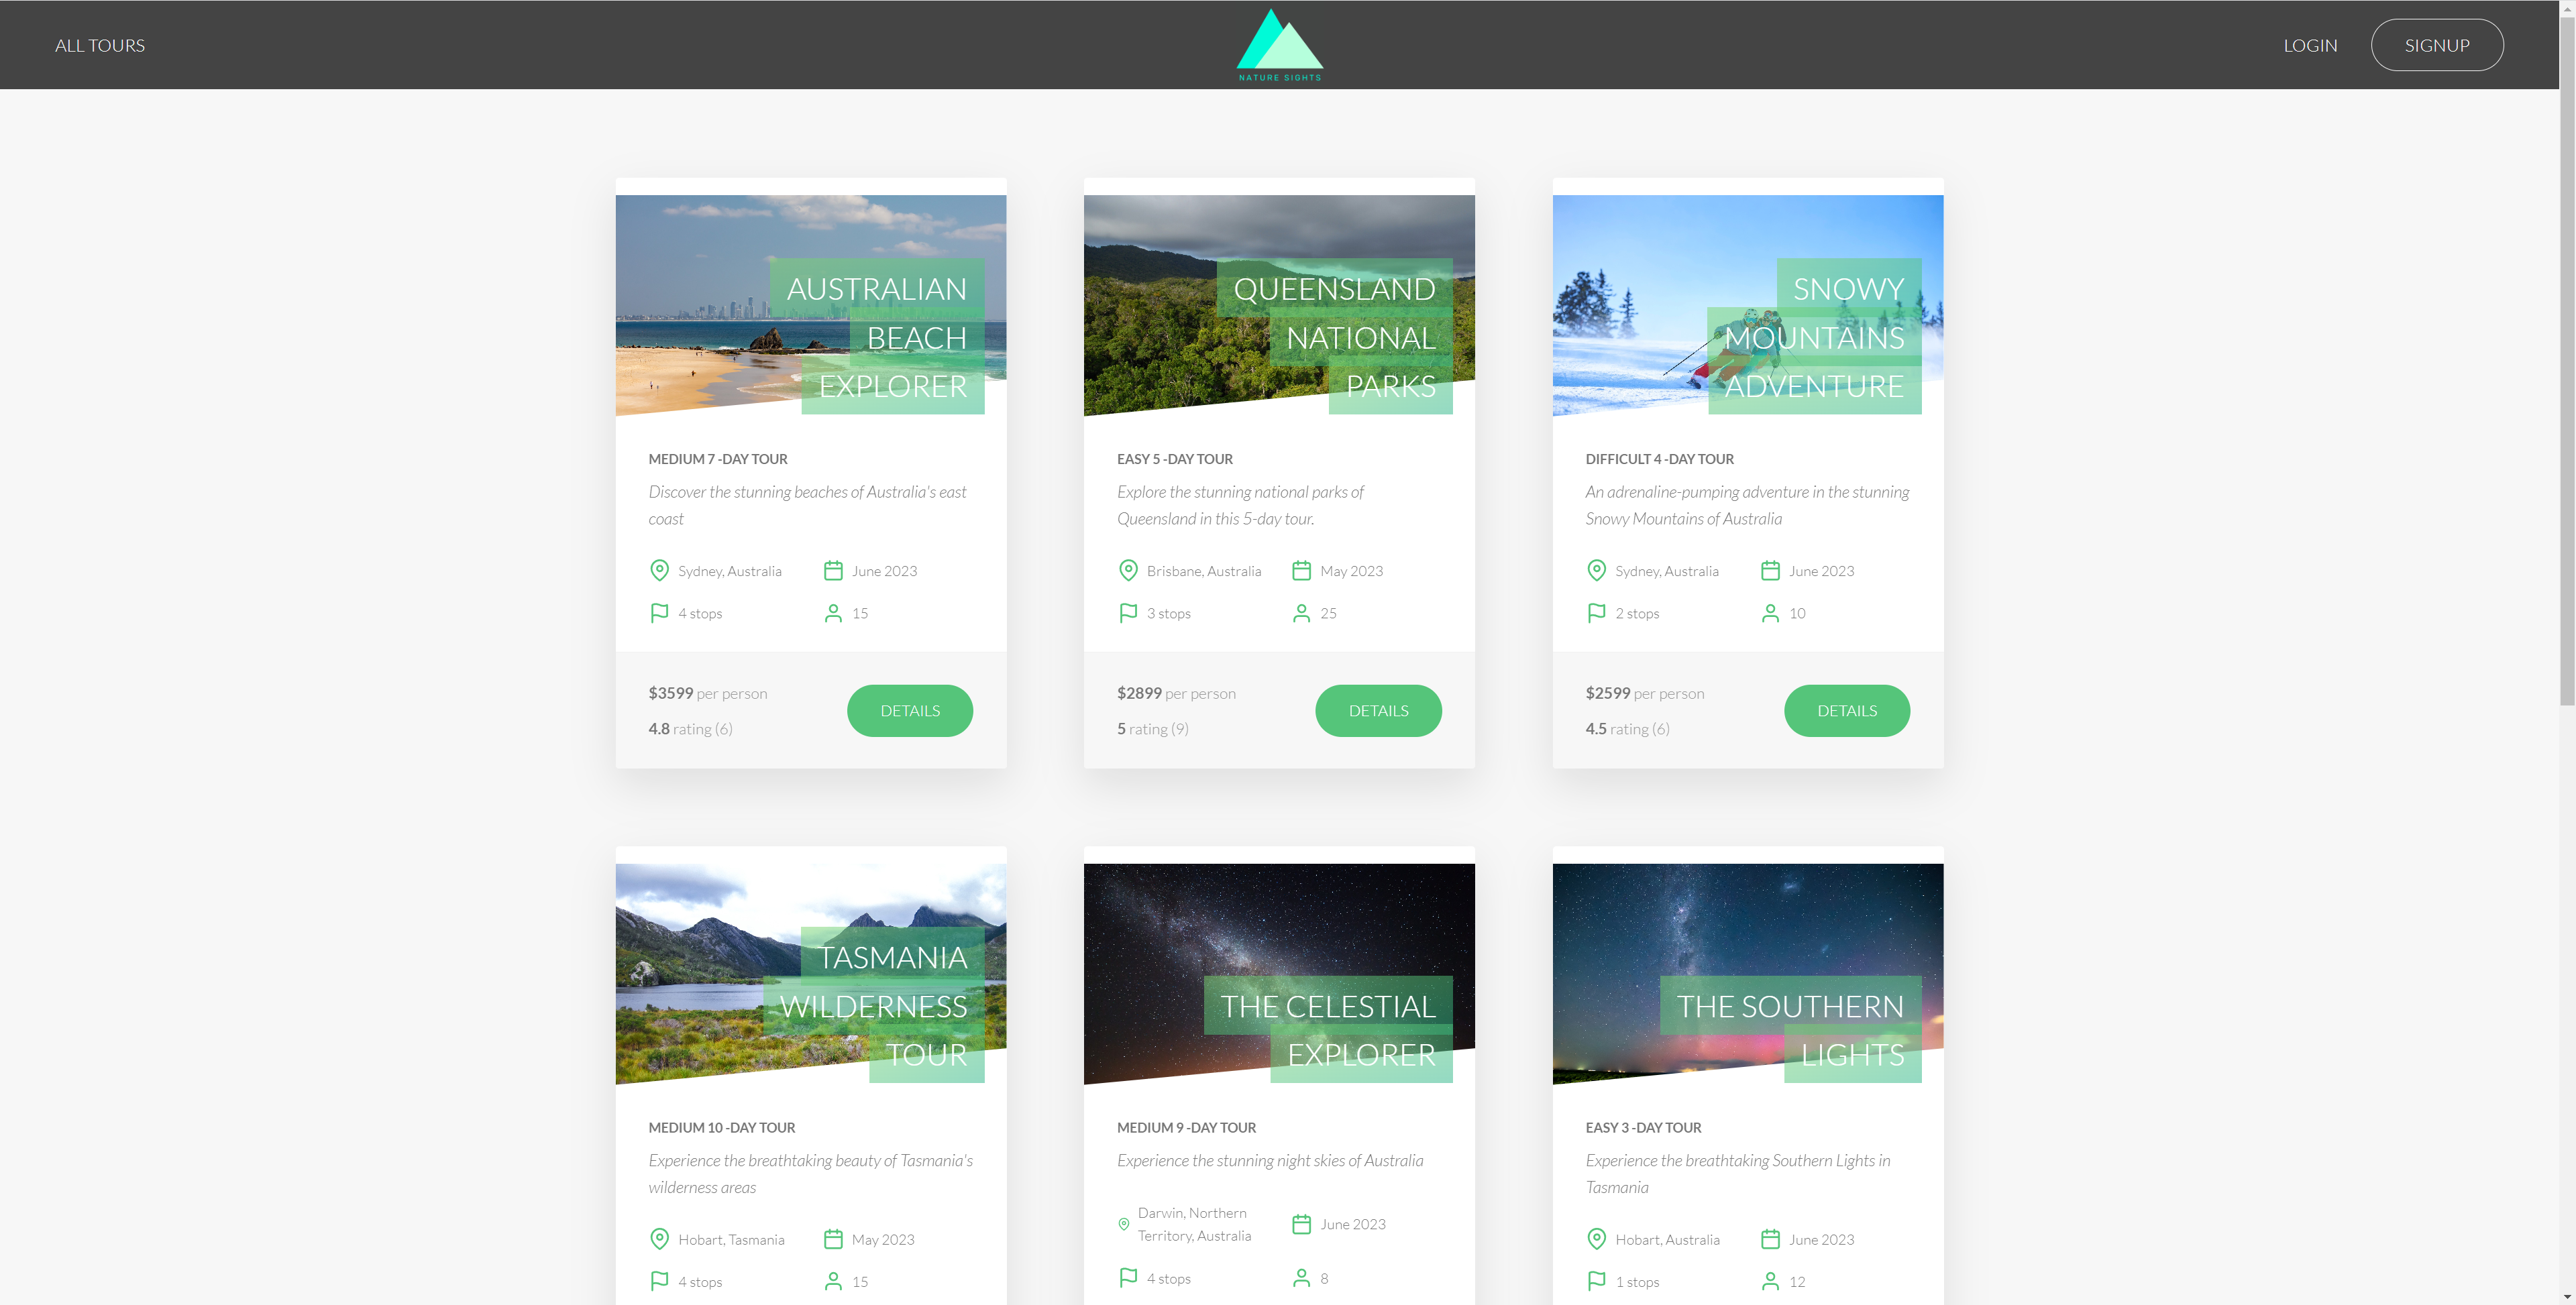 ALL TOURS
NATURE SIGHTS
LOGIN
SIGNUP
AUSTRALIAN
BEACH
EXPLORER
MEDIUM 7 -DAY TOUR
Discover the stunning beaches of Australia's east
coast
Sydney, Australia
June 2023
4 stops
15
$3599 per person
4.8 rating (6)
DETAILS
QUEENSLAND
NATIONAL
PARKS
EASY 5 -DAY TOUR
Explore the stunning national parks of
Queensland in this 5-day tour.
Brisbane, Australia
May 2023
3 stops
25
$2899 per person
5 rating (9)
DETAILS
SNOWY
MOUNTAINS
ADVENTURE
DIFFICULT 4 -DAY TOUR
An adrenaline-pumping adventure in the stunning
Snowy Mountains of Australia
Sydney, Australia
June 2023
2 stops
10
$2599 per person
4.5 rating (6)
DETAILS
TASMANIA
WILDERNESS
TOUR
MEDIUM 10 -DAY TOUR
Experience the breathtaking beauty of Tasmania's
wilderness areas
Hobart, Tasmania
May 2023
4 stops
15
THE CELESTIAL
EXPLORER
MEDIUM 9 -DAY TOUR
Experience the stunning night skies of Australia
Darwin, Northern
Territory, Australia
June 2023
4 stops
8
THE SOUTHERN
LIGHTS
EASY 3 -DAY TOUR
Experience the breathtaking Southern Lights in
Tasmania
Hobart, Australia
June 2023
1 stops
12